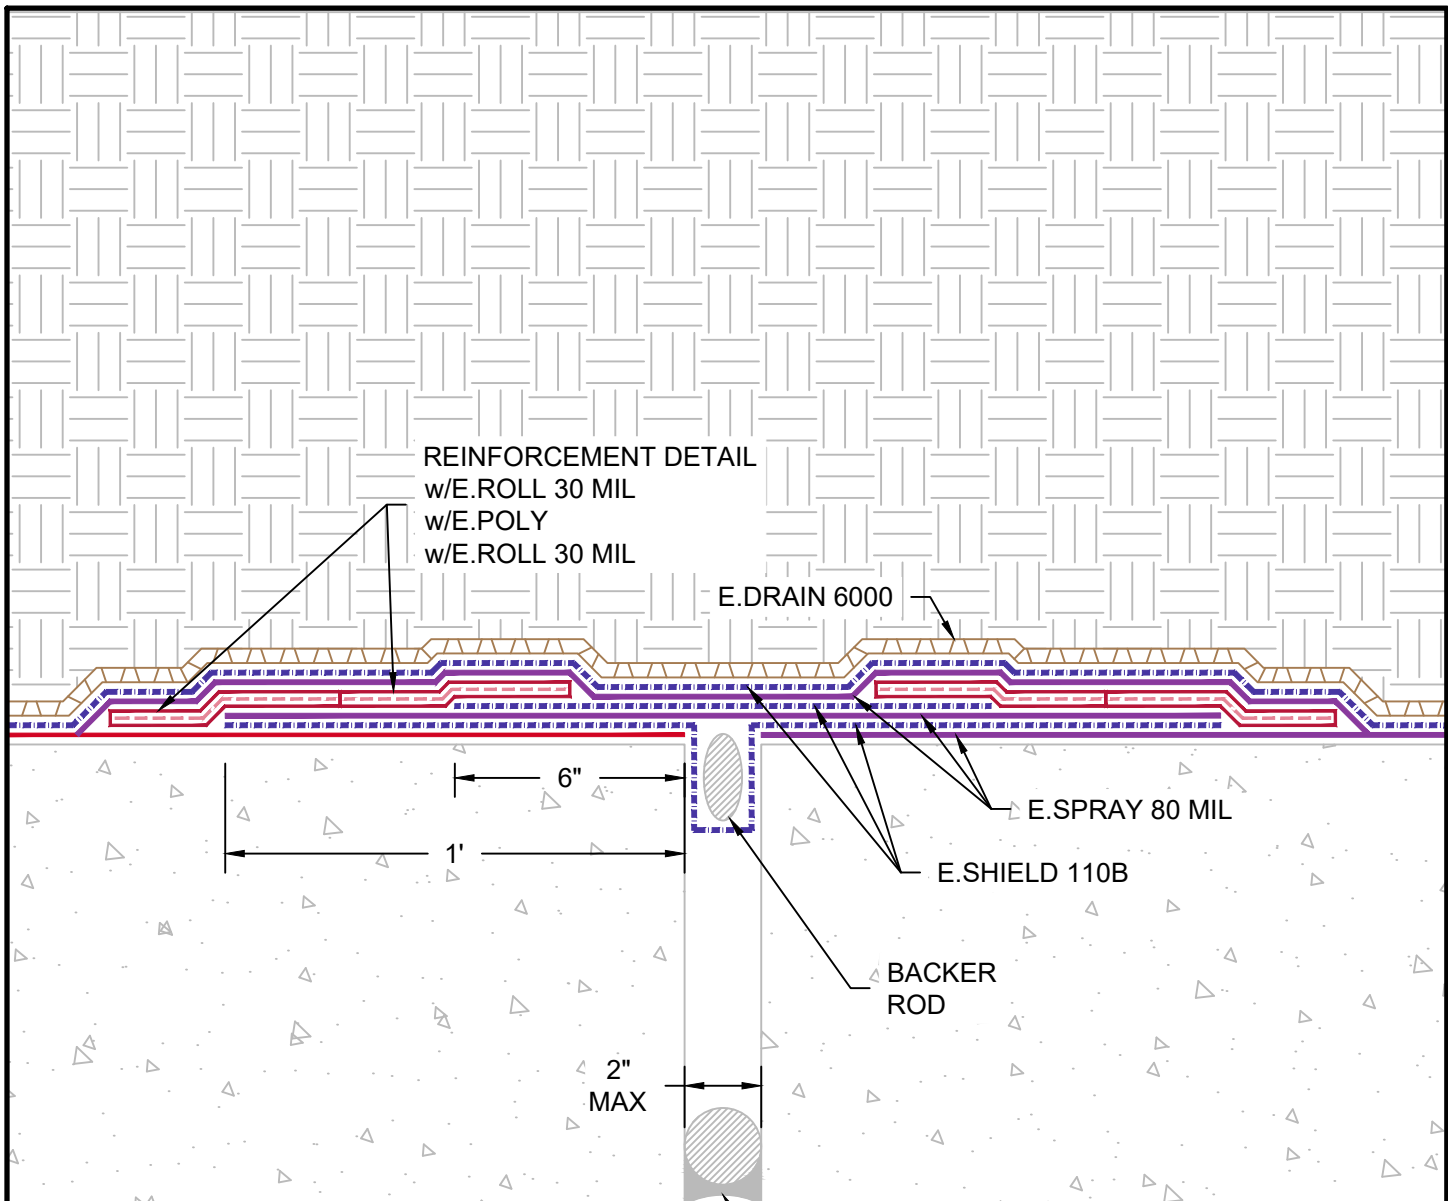 REINFORCEMENT DETAIL
w/E.ROLL 30 MIL
w/E.POLY
w/E.ROLL 30 MIL
E.DRAIN 6000
6"
E.SPRAY 80 MIL
1'
E.SHIELD 110B
BACKER
ROD
2"
MAX